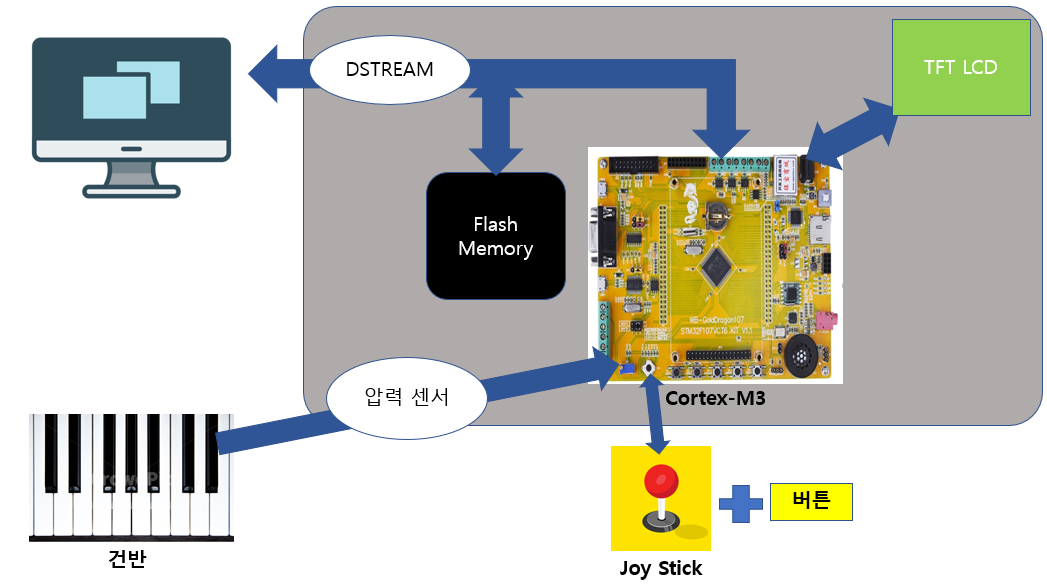 DSTREAM
TFT LCD
Flash
Memory
WB-GoldDragon107
STM32F107VCT6 KIT V1.1
Cortex-M3
압력 센서
건반
버튼
Joy Stick